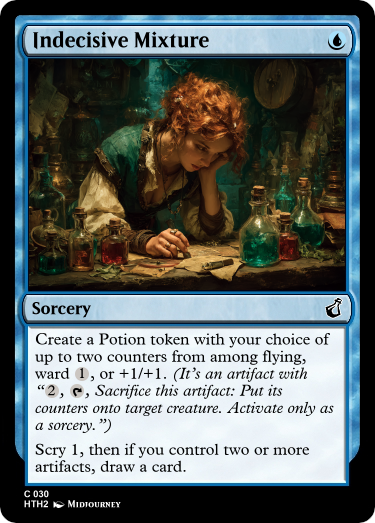 Indecisive Mixture
Sorcery
Create a Potion token with your choice of
up to two counters from among flying,
ward 1, or +1/+1. (It's an artifact with
"2, T, Sacrifice this artifact: Put its
counters onto target creature. Activate only as
a sorcery.")
Scry 1, then if you control two or more
artifacts, draw a card.
C 030
HTH2 Midjourney